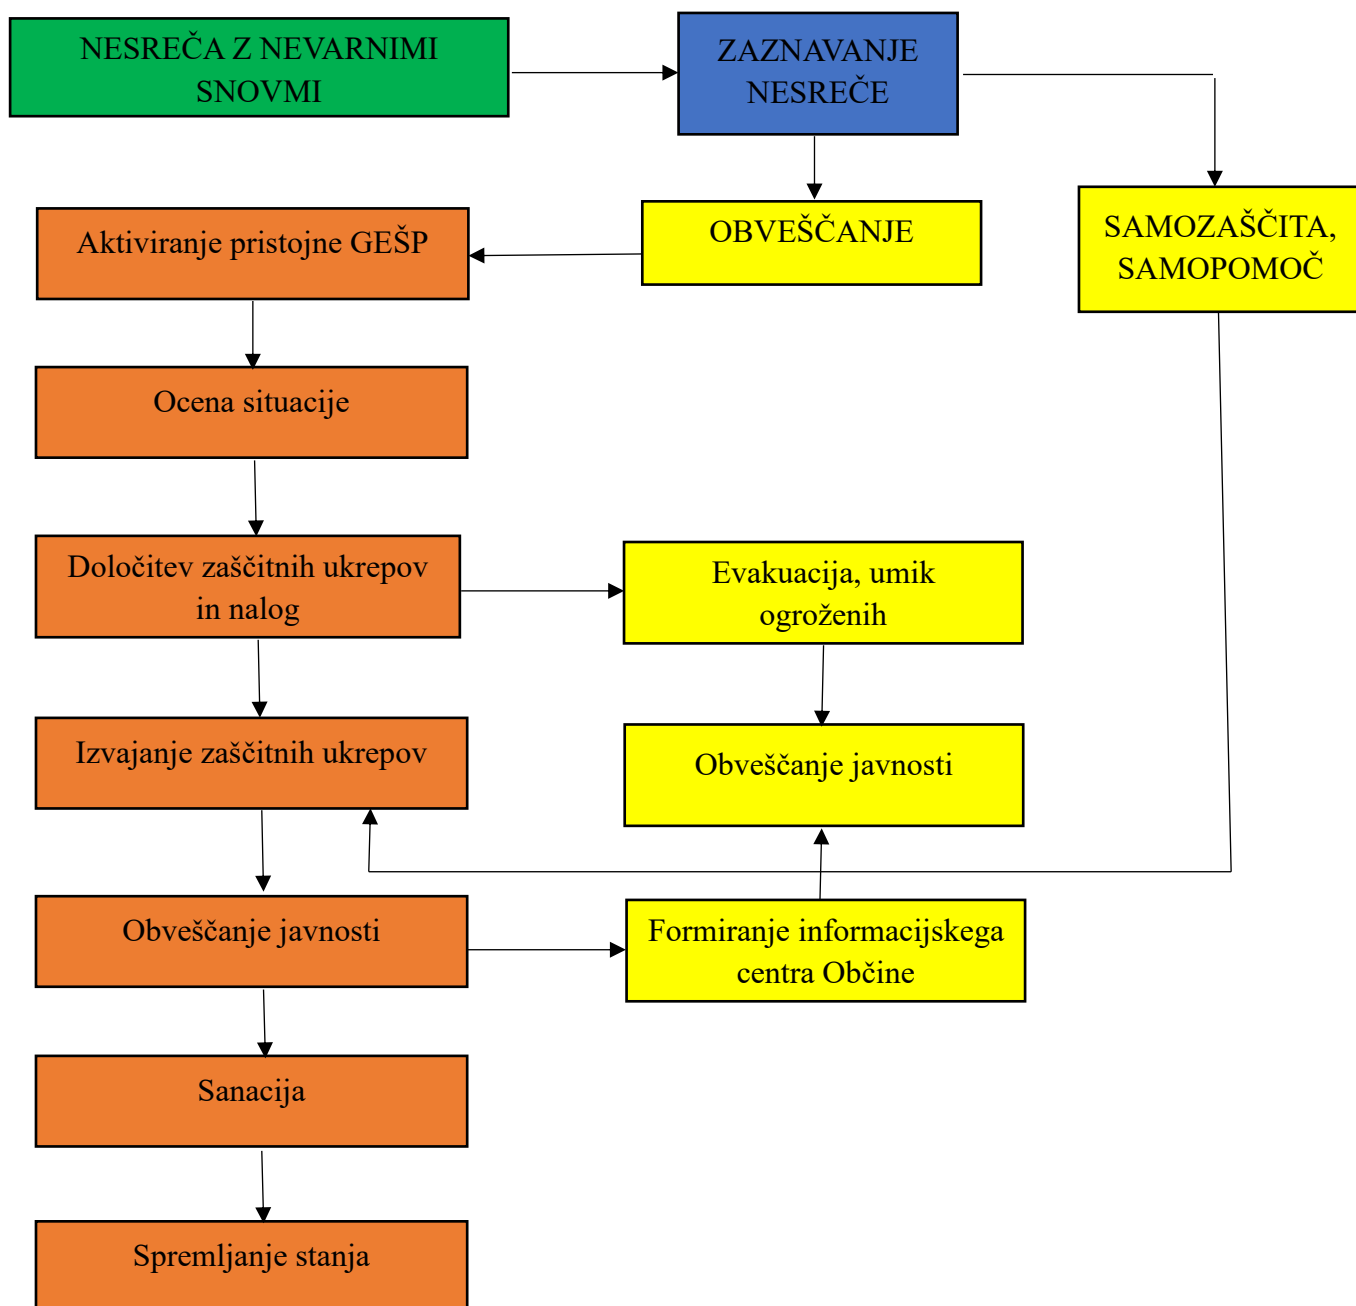 NESREČA Z NEVARNIMI
SNOVMI
ZAZNAVANJE
NESREČE
OBVEŠČANJE
SAMOZAŠČITA,
SAMOPOMOČ
Aktiviranje pristojne GEŠP
Ocena situacije
Določitev zaščitnih ukrepov
in nalog
Evakuacija, umik
ogroženih
Izvajanje zaščitnih ukrepov
Obveščanje javnosti
Obveščanje javnosti
Formiranje informacijskega
centra Občine
Sanacija
Spremljanje stanja